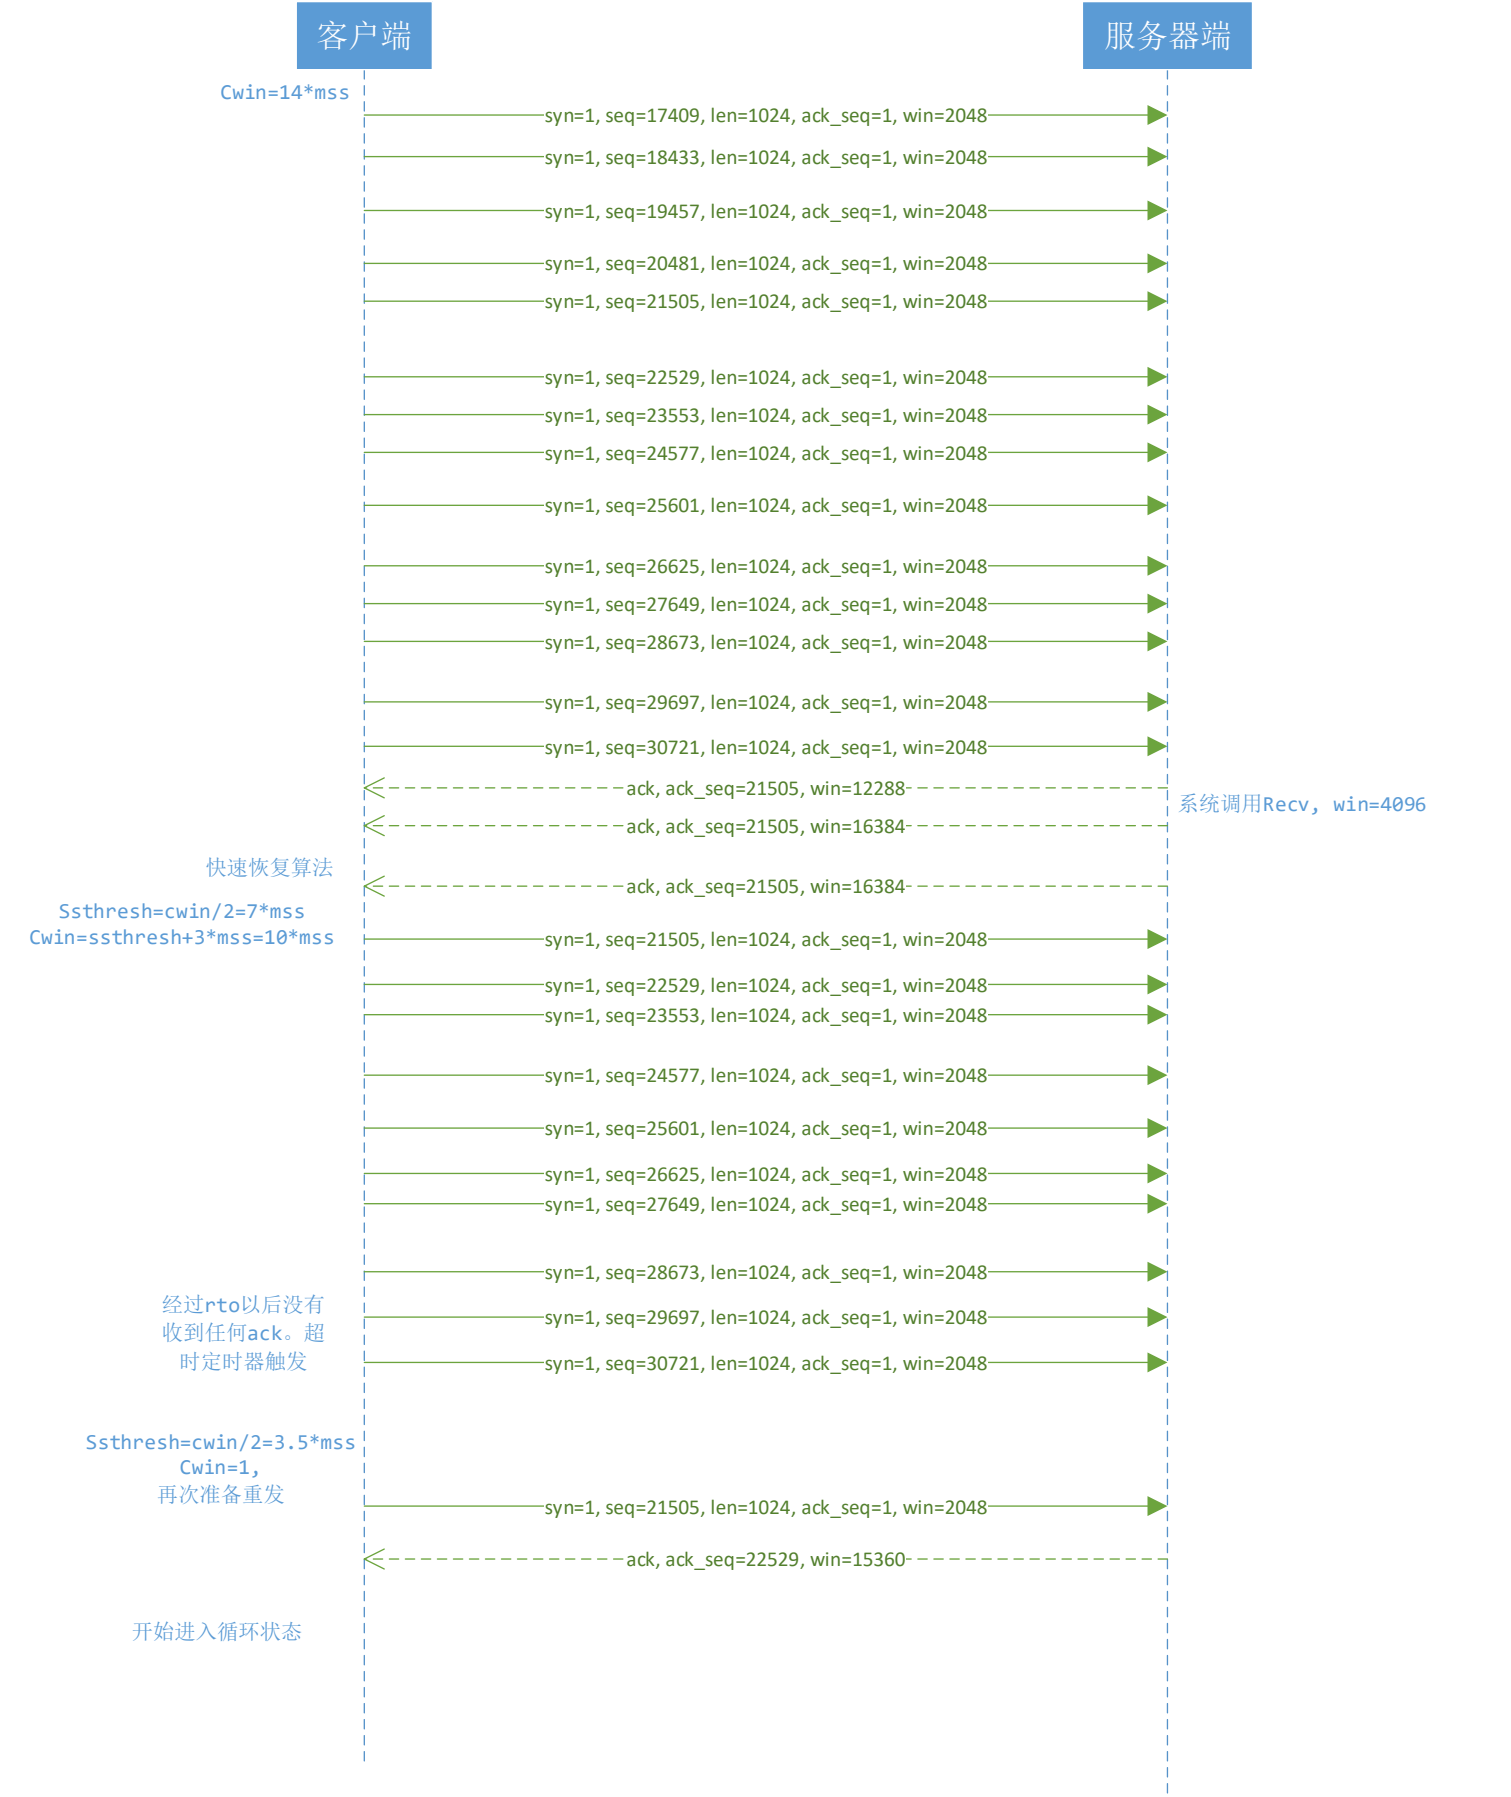 客户端
服务器端
Cwin=14*mss
syn=1, seq=17409, len=1024, ack_seq=1, win=2048
syn=1, seq=18433, len=1024, ack_seq=1, win=2048
syn=1, seq=19457, len=1024, ack_seq=1, win=2048
syn=1, seq=20481, len=1024, ack_seq=1, win=2048
syn=1, seq=21505, len=1024, ack_seq=1, win=2048
syn=1, seq=22529, len=1024, ack_seq=1, win=2048
syn=1, seq=23553, len=1024, ack_seq=1, win=2048
syn=1, seq=24577, len=1024, ack_seq=1, win=2048
syn=1, seq=25601, len=1024, ack_seq=1, win=2048
syn=1, seq=26625, len=1024, ack_seq=1, win=2048
syn=1, seq=27649, len=1024, ack_seq=1, win=2048
syn=1, seq=28673, len=1024, ack_seq=1, win=2048
syn=1, seq=29697, len=1024, ack_seq=1, win=2048
syn=1, seq=30721, len=1024, ack_seq=1, win=2048
ack, ack_seq=21505, win=12288
系统调用Recv, win=4096
ack, ack_seq=21505, win=16384
快速恢复算法
ack, ack_seq=21505, win=16384
Ssthresh=cwin/2=7*mss
Cwin=ssthresh+3*mss=10*mss
syn=1, seq=21505, len=1024, ack_seq=1, win=2048
syn=1, seq=22529, len=1024, ack_seq=1, win=2048
syn=1, seq=23553, len=1024, ack_seq=1, win=2048
syn=1, seq=24577, len=1024, ack_seq=1, win=2048
syn=1, seq=25601, len=1024, ack_seq=1, win=2048
syn=1, seq=26625, len=1024, ack_seq=1, win=2048
syn=1, seq=27649, len=1024, ack_seq=1, win=2048
syn=1, seq=28673, len=1024, ack_seq=1, win=2048
经过rto以后没有
收到任何ack。超
时定时器触发
syn=1, seq=29697, len=1024, ack_seq=1, win=2048
syn=1, seq=30721, len=1024, ack_seq=1, win=2048
Ssthresh=cwin/2=3.5*mss
Cwin=1,
再次准备重发
syn=1, seq=21505, len=1024, ack_seq=1, win=2048
ack, ack_seq=22529, win=15360
开始进入循环状态